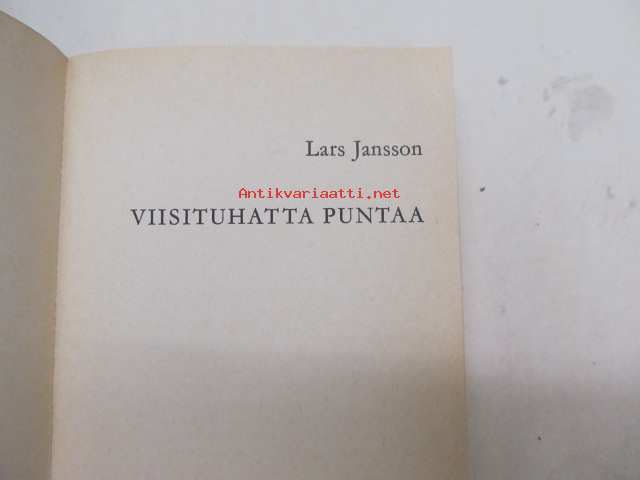 Lars Jansson
Antikvariaatti.net
VIISITUHATTA PUNTAA